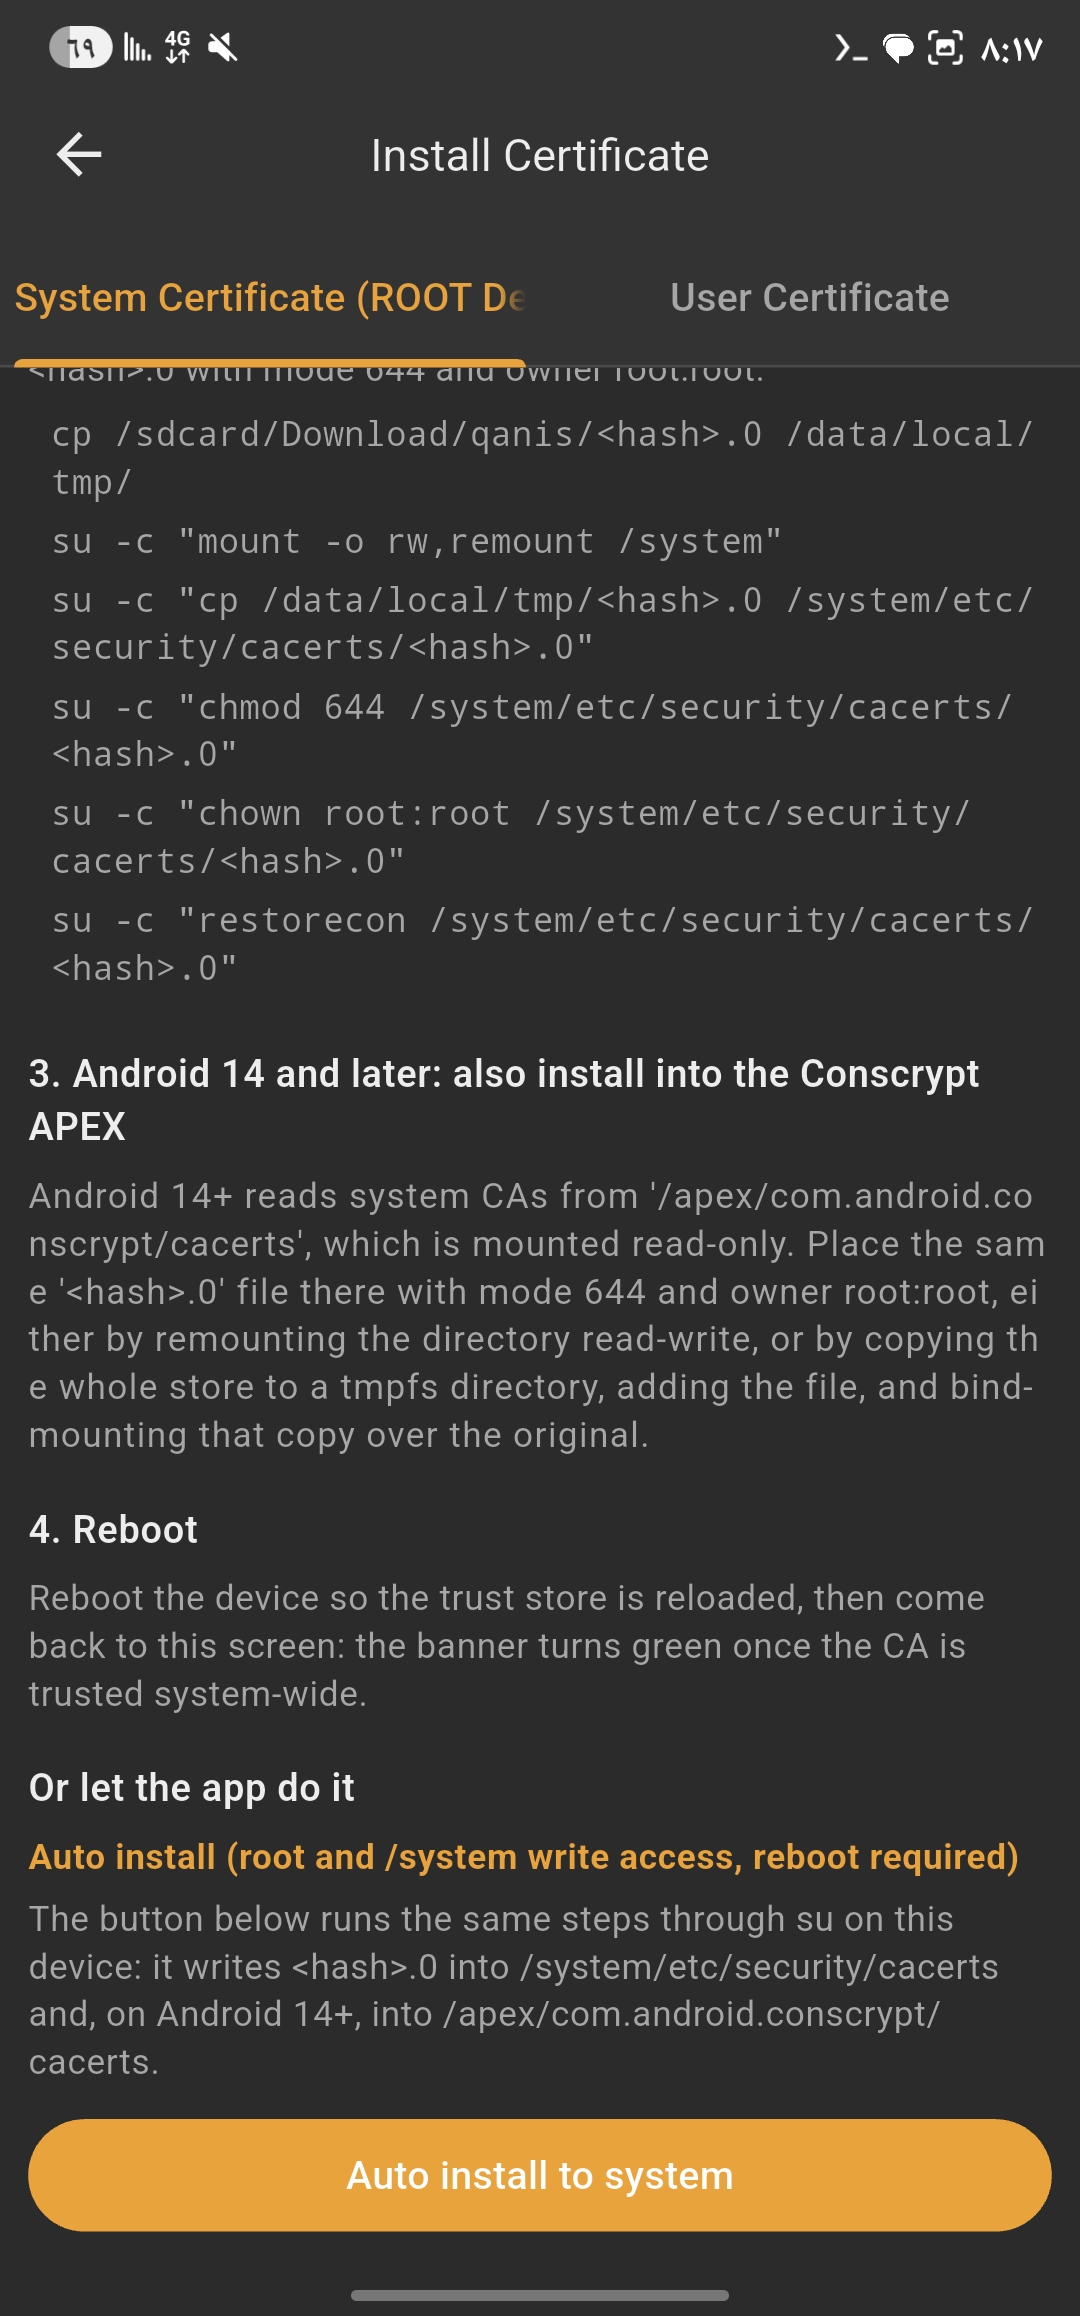 ٦٩ 4G ٨:١٧
Install Certificate
System Certificate (ROOT De
User Certificate
<hash>.0 with mode 644 and owner root:root.
cp /sdcard/Download/qanis/<hash>.0 /data/local/
tmp/
su -c "mount -o rw,remount /system"
su -c "cp /data/local/tmp/<hash>.0 /system/etc/
security/cacerts/<hash>.0"
su -c "chmod 644 /system/etc/security/cacerts/
<hash>.0"
su -c "chown root:root /system/etc/security/
cacerts/<hash>.0"
su -c "restorecon /system/etc/security/cacerts/
<hash>.0"
3. Android 14 and later: also install into the Conscrypt
APEX
Android 14+ reads system CAs from '/apex/com.android.co
nscrypt/cacerts', which is mounted read-only. Place the sam
e '<hash>.0' file there with mode 644 and owner root:root, ei
ther by remounting the directory read-write, or by copying th
e whole store to a tmpfs directory, adding the file, and bind-
mounting that copy over the original.
4. Reboot
Reboot the device so the trust store is reloaded, then come
back to this screen: the banner turns green once the CA is
trusted system-wide.
Or let the app do it
Auto install (root and /system write access, reboot required)
The button below runs the same steps through su on this
device: it writes <hash>.0 into /system/etc/security/cacerts
and, on Android 14+, into /apex/com.android.conscrypt/
cacerts.
Auto install to system